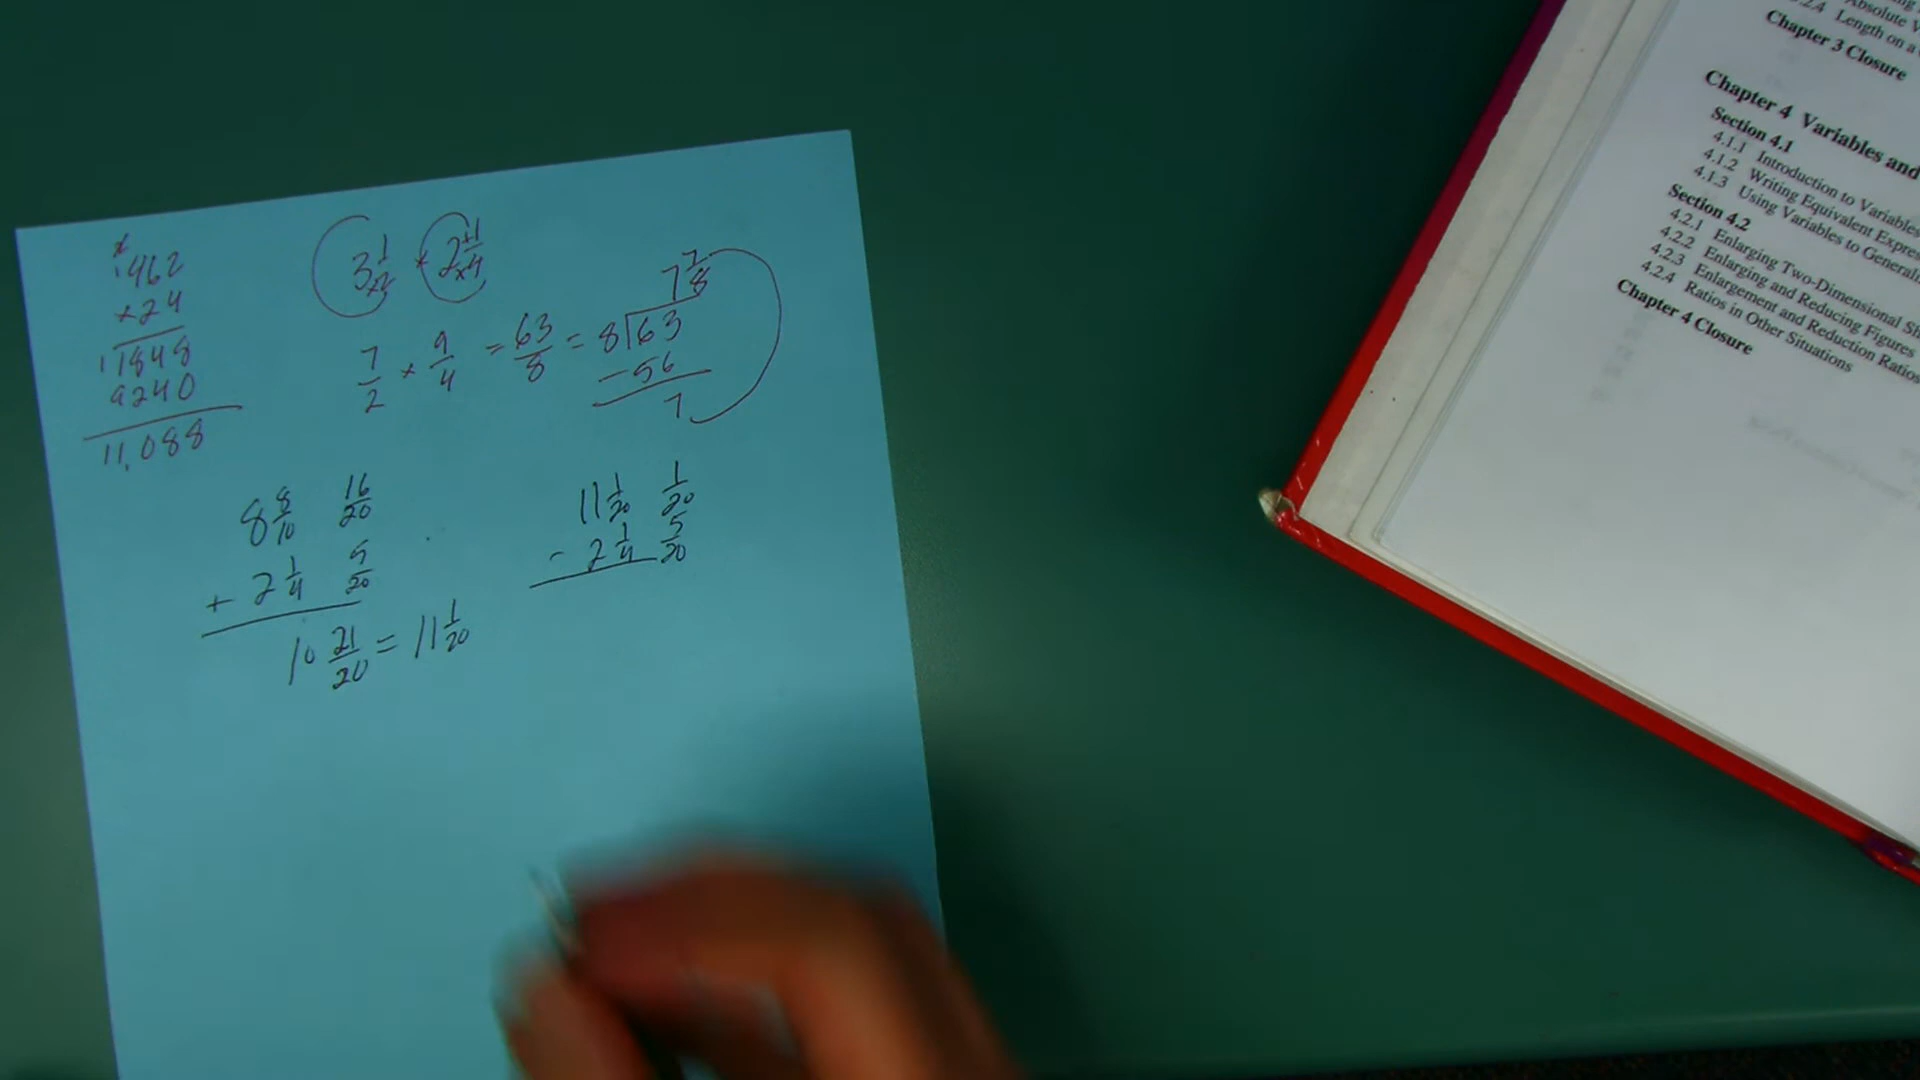 462
×24
1848
9240
11,088
3 1/2 × 2 1/4
7/2 × 9/4 = 63/8 = 8)63
7 7/8
-56
7
8 8/10 16/20
+ 2 1/4 5/20
10 21/20 = 11 1/20
11 1/20 1/20
- 2 1/4 5/20
3.2.4 Length on a
Chapter 3 Closure
Chapter 4 Variables and
Section 4.1
4.1.1 Introduction to Variables
4.1.2 Writing Equivalent Expres
4.1.3 Using Variables to Generali
Section 4.2
4.2.1 Enlarging Two-Dimensional Sh
4.2.2 Enlarging and Reducing Figures
4.2.3 Enlargement and Reduction Ratios
4.2.4 Ratios in Other Situations
Chapter 4 Closure